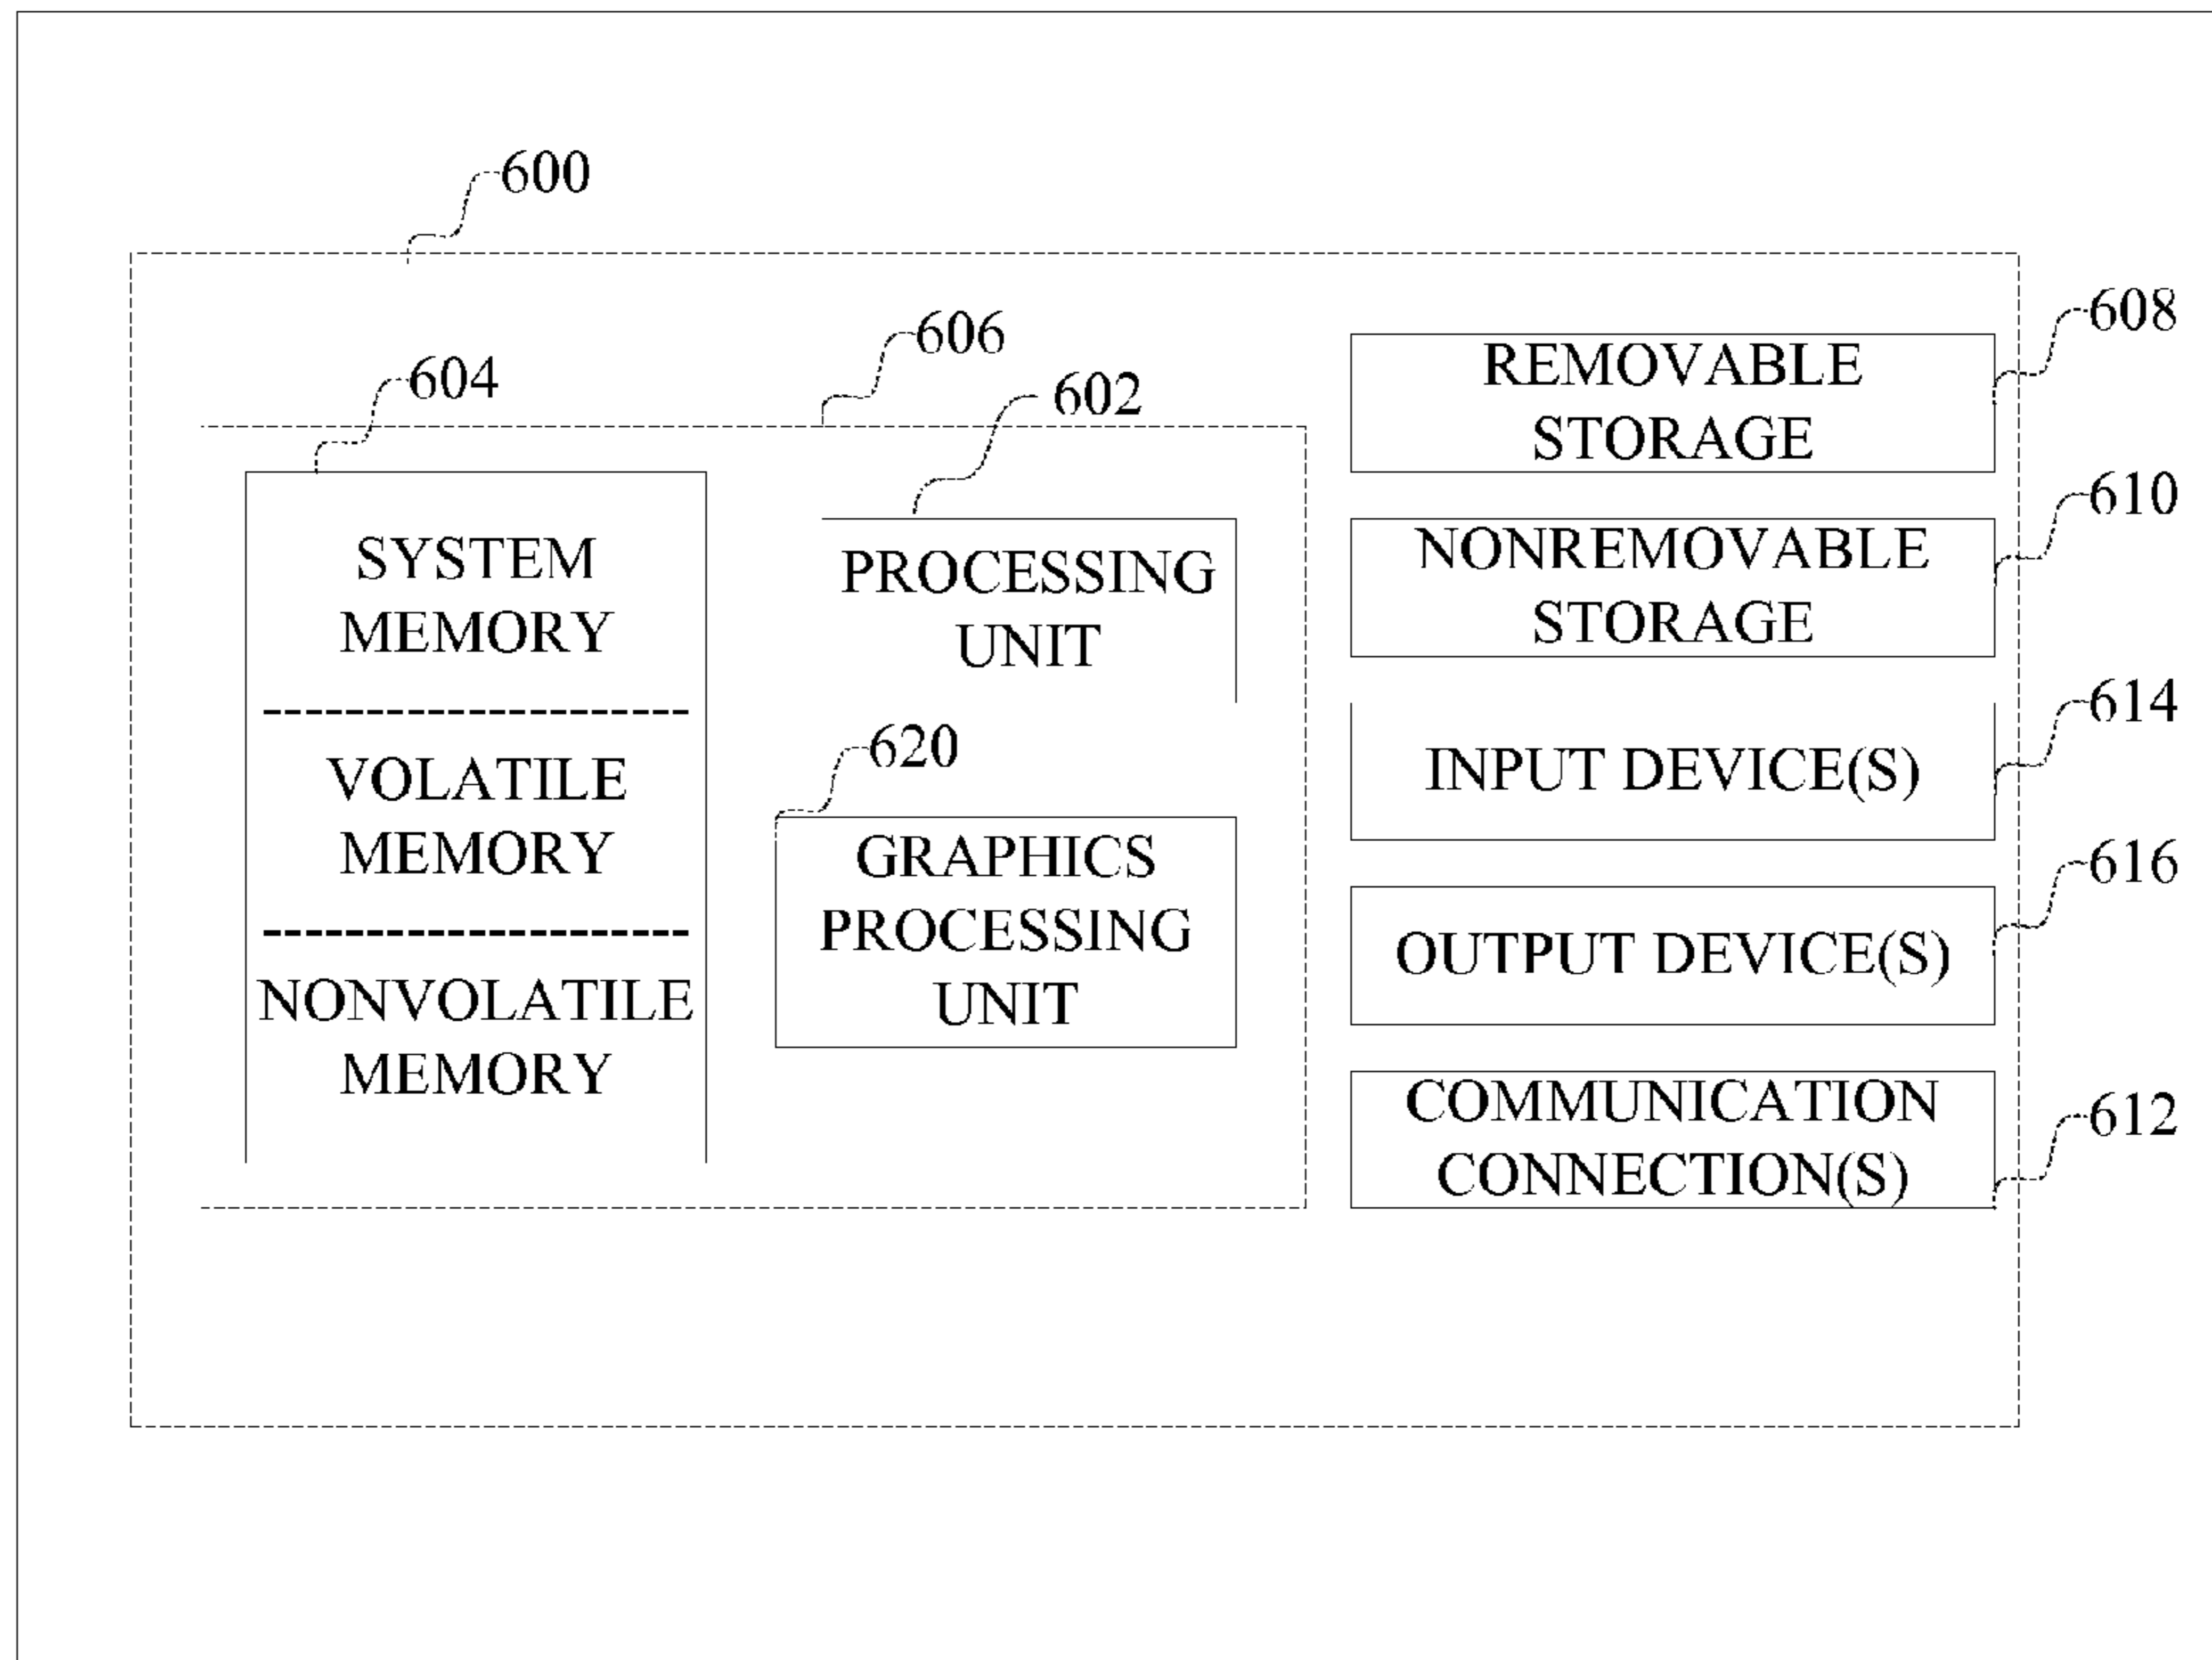 600
606
604
602
608
REMOVABLE
STORAGE
610
NONREMOVABLE
STORAGE
SYSTEM
MEMORY
PROCESSING
UNIT
614
INPUT DEVICE(S)
VOLATILE
MEMORY
620
GRAPHICS
PROCESSING
UNIT
616
OUTPUT DEVICE(S)
NONVOLATILE
MEMORY
612
COMMUNICATION
CONNECTION(S)